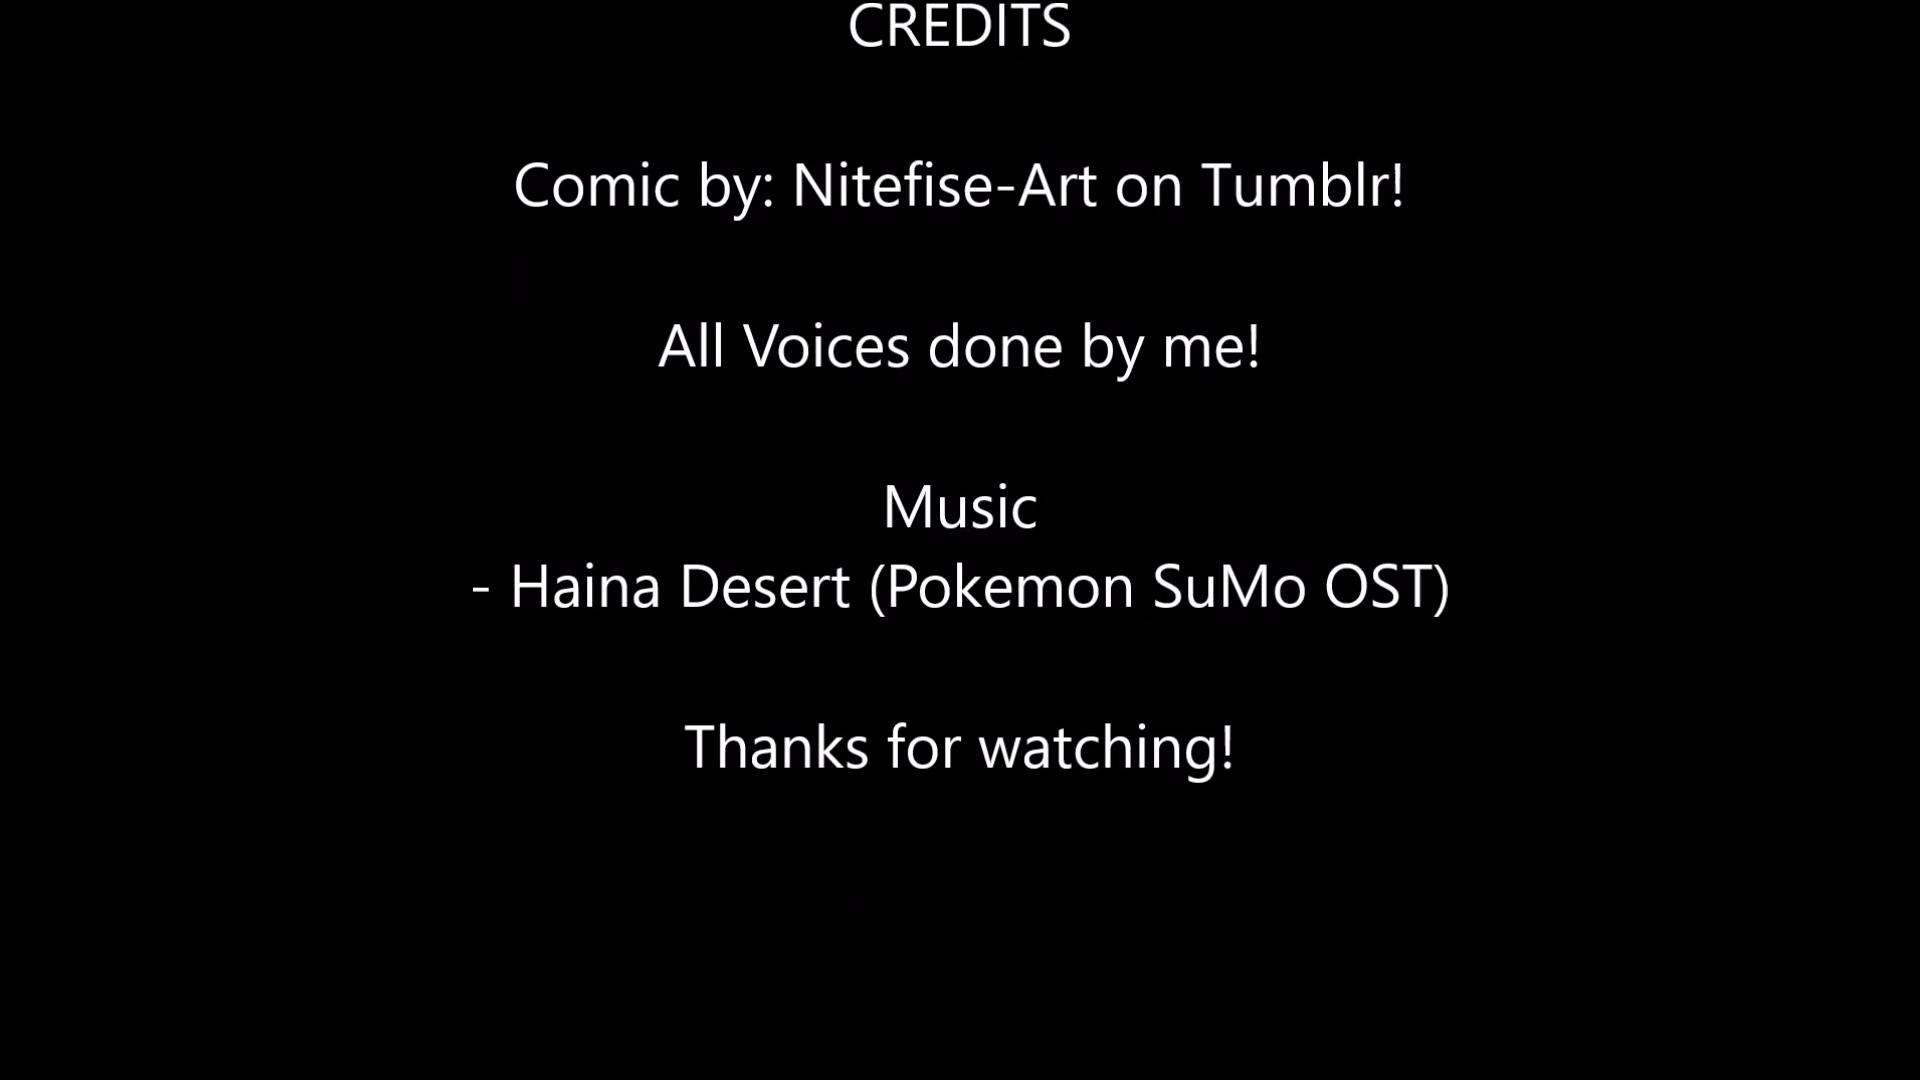 CREDITS
Comic by: Nitefise-Art on Tumblr!
All Voices done by me!
Music
- Haina Desert (Pokemon SuMo OST)
Thanks for watching!